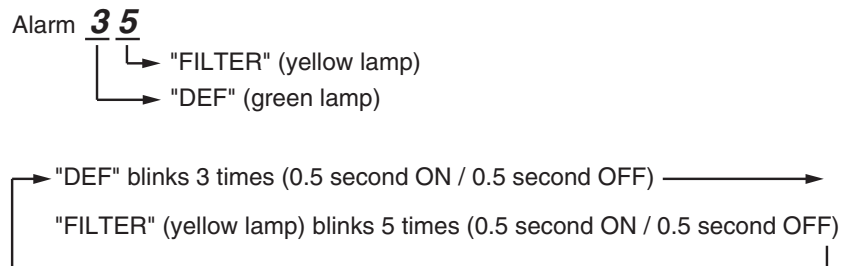 Alarm 3 5
"FILTER" (yellow lamp)
"DEF" (green lamp)
"DEF" blinks 3 times (0.5 second ON / 0.5 second OFF)
"FILTER" (yellow lamp) blinks 5 times (0.5 second ON / 0.5 second OFF)